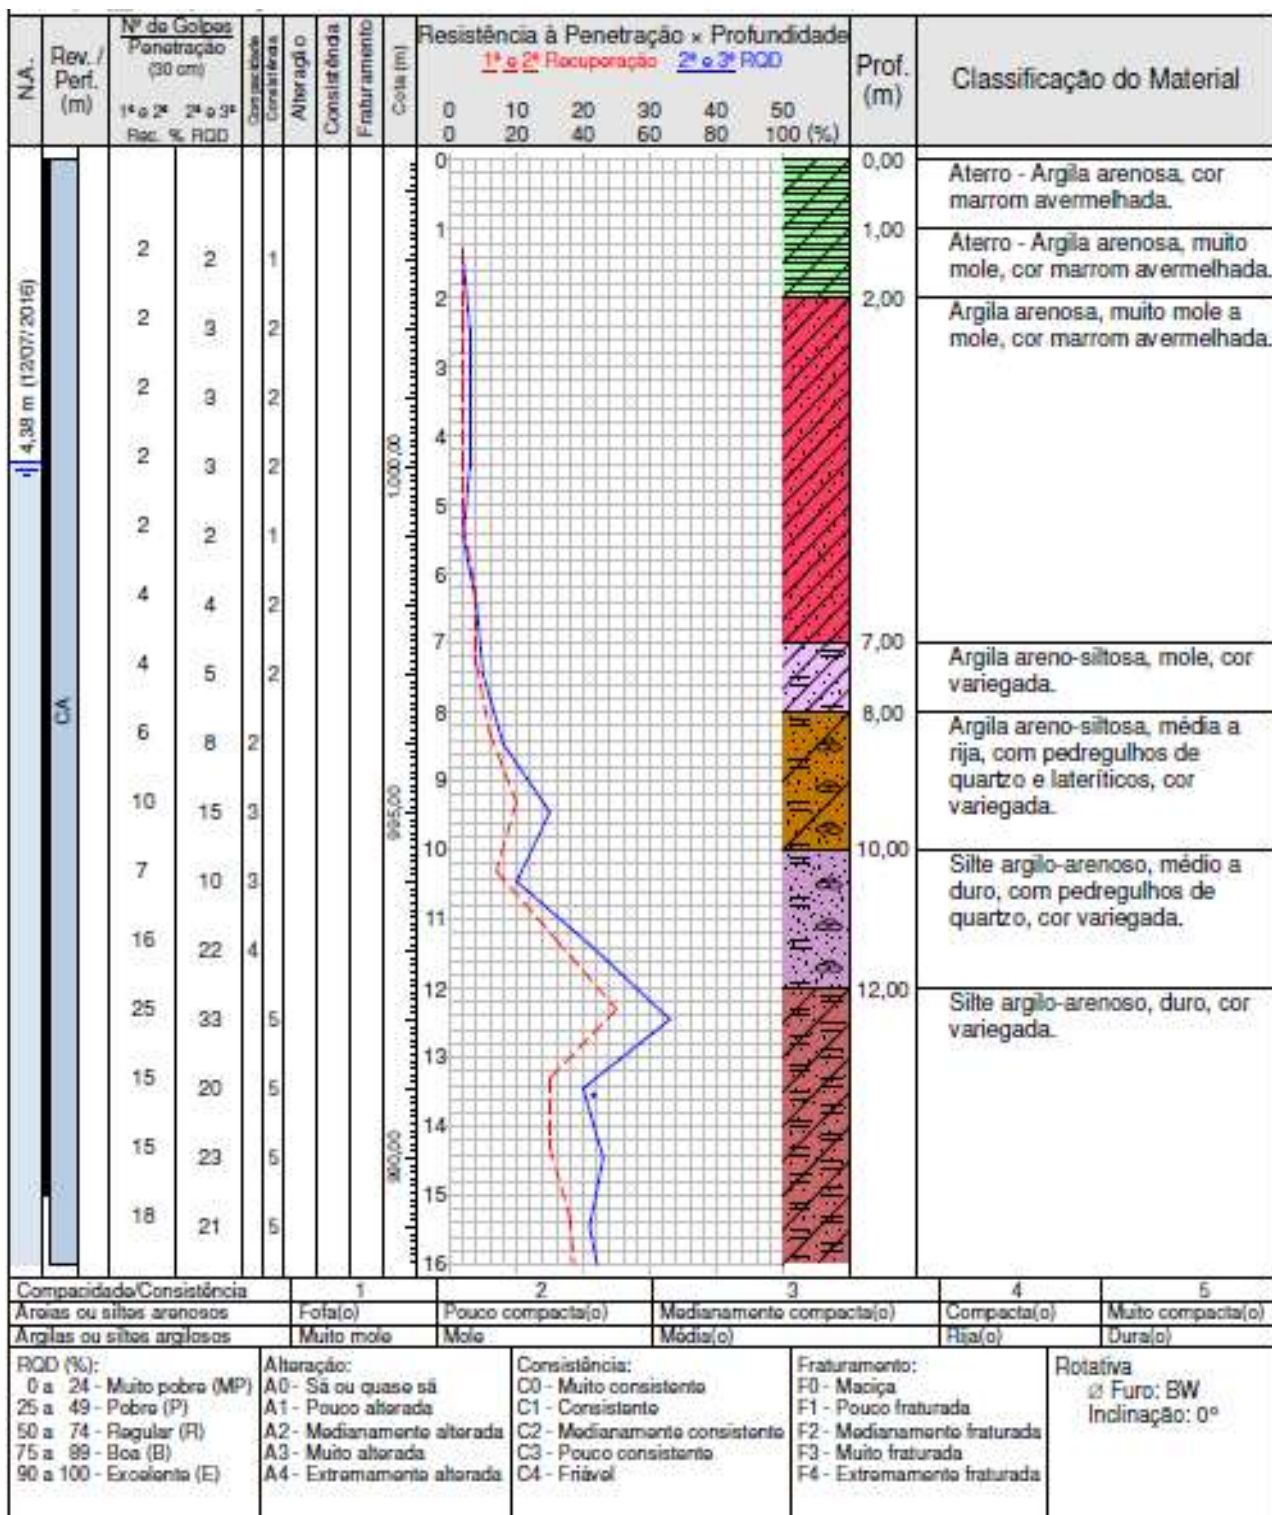 N.A.
Rev. /
Perf.
(m)
Nº de Golpes
Penetração
(30 cm)
1ª e 2ª 2ª e 3ª
Rec. % RQD
Compacidade
Consistência
Alteração
Consistência
Fraturamento
Cota (m)
Resistência à Penetração × Profundidade
1ª e 2ª Recuperação 2ª e 3ª RQD
0 10 20 30 40 50
0 20 40 60 80 100 (%)
Prof.
(m)
Classificação do Material
4,38 m (12/07/2016)
CA
2 2 1
2 3 2
2 3 2
2 3 2
2 2 1
4 4 2
4 5 2
6 8 2
10 15 3
7 10 3
16 22 4
25 33 5
15 20 5
15 23 5
18 21 5
1.000,00
995,00
990,00
0
1
2
3
4
5
6
7
8
9
10
11
12
13
14
15
16
0,00
Aterro - Argila arenosa, cor
marrom avermelhada.
1,00
Aterro - Argila arenosa, muito
mole, cor marrom avermelhada.
2,00
Argila arenosa, muito mole a
mole, cor marrom avermelhada.
7,00
Argila areno-siltosa, mole, cor
variegada.
8,00
Argila areno-siltosa, média a
rija, com pedregulhos de
quartzo e lateríticos, cor
variegada.
10,00
Silte argilo-arenoso, médio a
duro, com pedregulhos de
quartzo, cor variegada.
12,00
Silte argilo-arenoso, duro, cor
variegada.
Compacidade/Consistência 1 2 3 4 5
Areias ou siltes arenosos Fofa(o) Pouco compacta(o) Medianamente compacta(o) Compacta(o) Muito compacta(o)
Argilas ou siltes argilosos Muito mole Mole Média(o) Rija(o) Dura(o)
RQD (%):
0 a 24 - Muito pobre (MP)
25 a 49 - Pobre (P)
50 a 74 - Regular (R)
75 a 89 - Boa (B)
90 a 100 - Excelente (E)
Alteração:
A0 - Sã ou quase sã
A1 - Pouco alterada
A2 - Medianamente alterada
A3 - Muito alterada
A4 - Extremamente alterada
Consistência:
C0 - Muito consistente
C1 - Consistente
C2 - Medianamente consistente
C3 - Pouco consistente
C4 - Friável
Fraturamento:
F0 - Maciça
F1 - Pouco fraturada
F2 - Medianamente fraturada
F3 - Muito fraturada
F4 - Extremamente fraturada
Rotativa
Ø Furo: BW
Inclinação: 0º